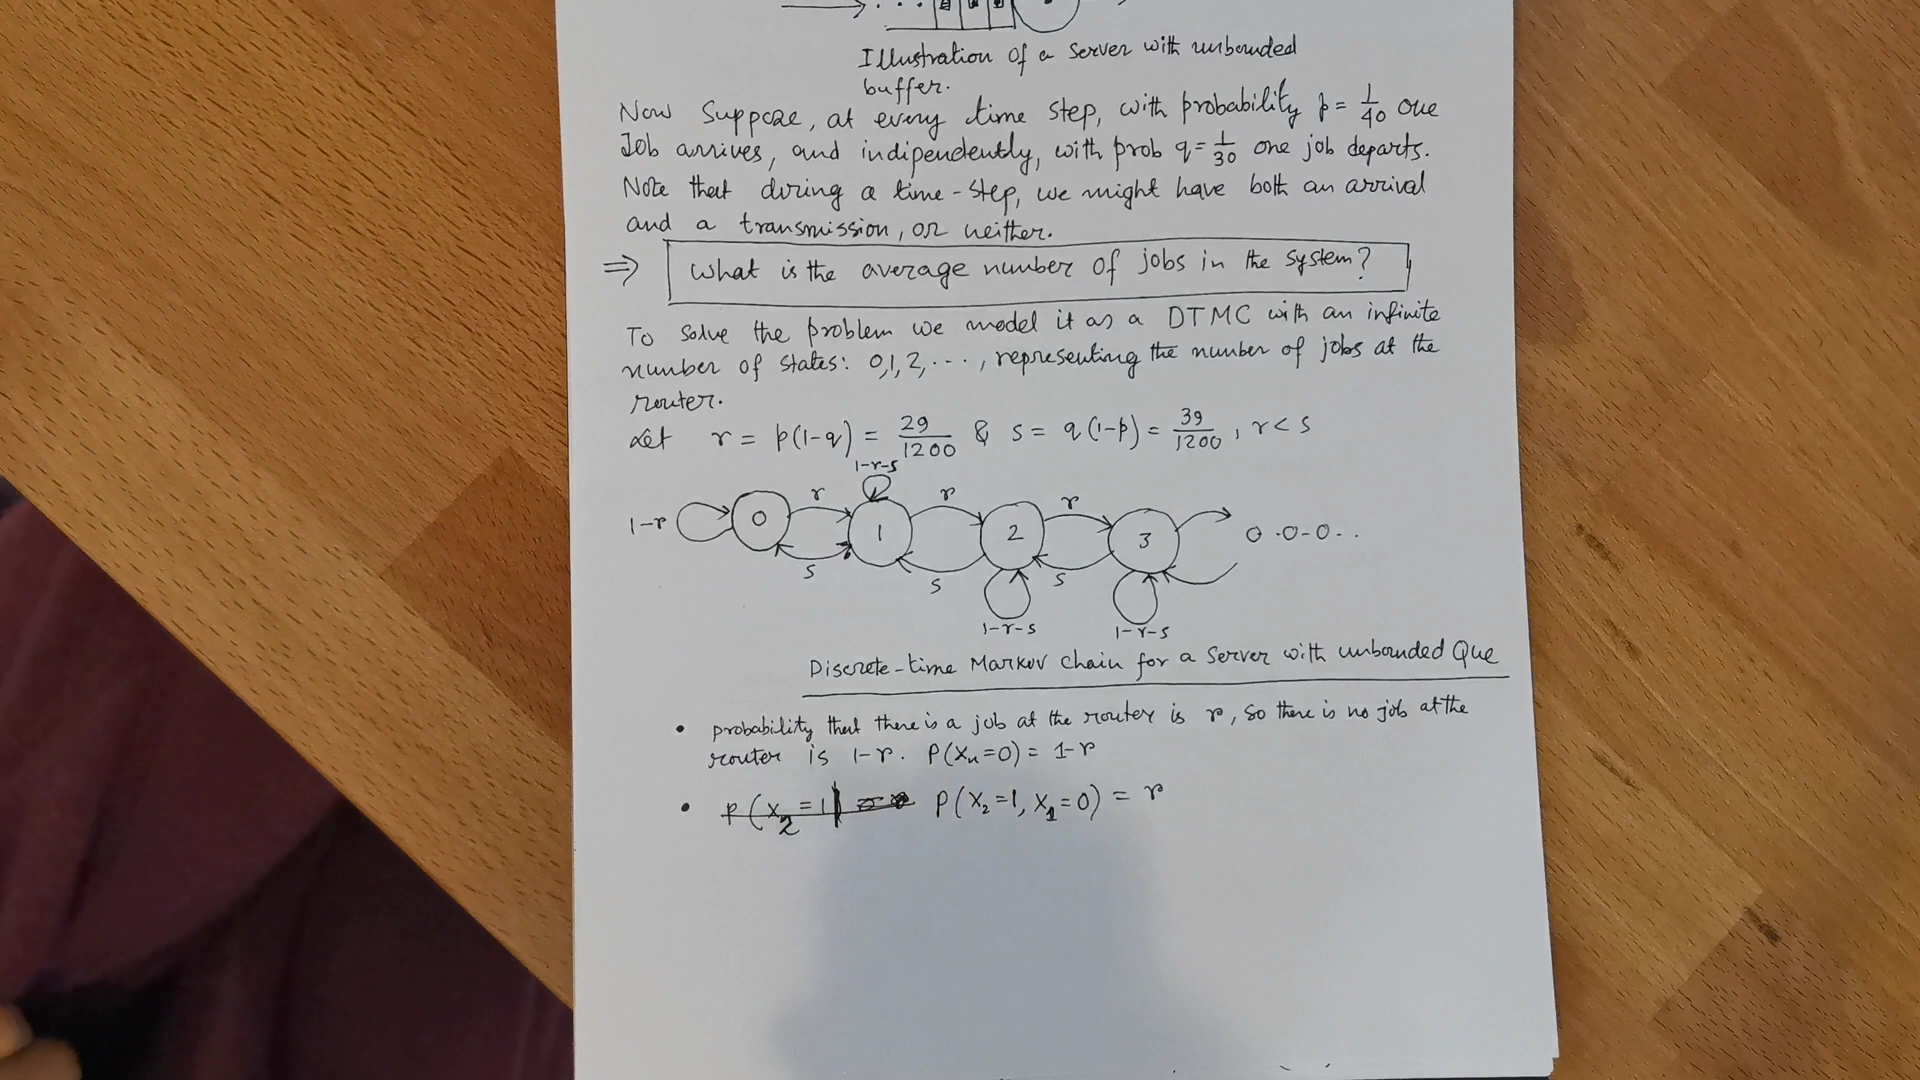 Illustration of a server with unbounded
buffer.
Now Suppose, at every time step, with probability p = 1/40 one
Job arrives, and indipendently, with prob q = 1/30 one job departs.
Note that during a time-step, we might have both an arrival
and a transmission, or neither.
⇒ What is the average number of jobs in the system?
To solve the problem we model it as a DTMC with an infinite
number of states: 0,1,2,..., representing the number of jobs at the
router.
Let r = p(1-q) = 29/1200 & s = q(1-p) = 39/1200, r < s
1-r-s
r r r
1-r 0 1 2 3 0.0-0..
s s s
1-r-s 1-r-s
Discrete-time Markov Chain for a Server with unbounded Que
• probability that there is a job at the router is r, so there is no job at the
router is 1-r. P(Xn=0) = 1-r
• P(X2=1, X1=0) = r